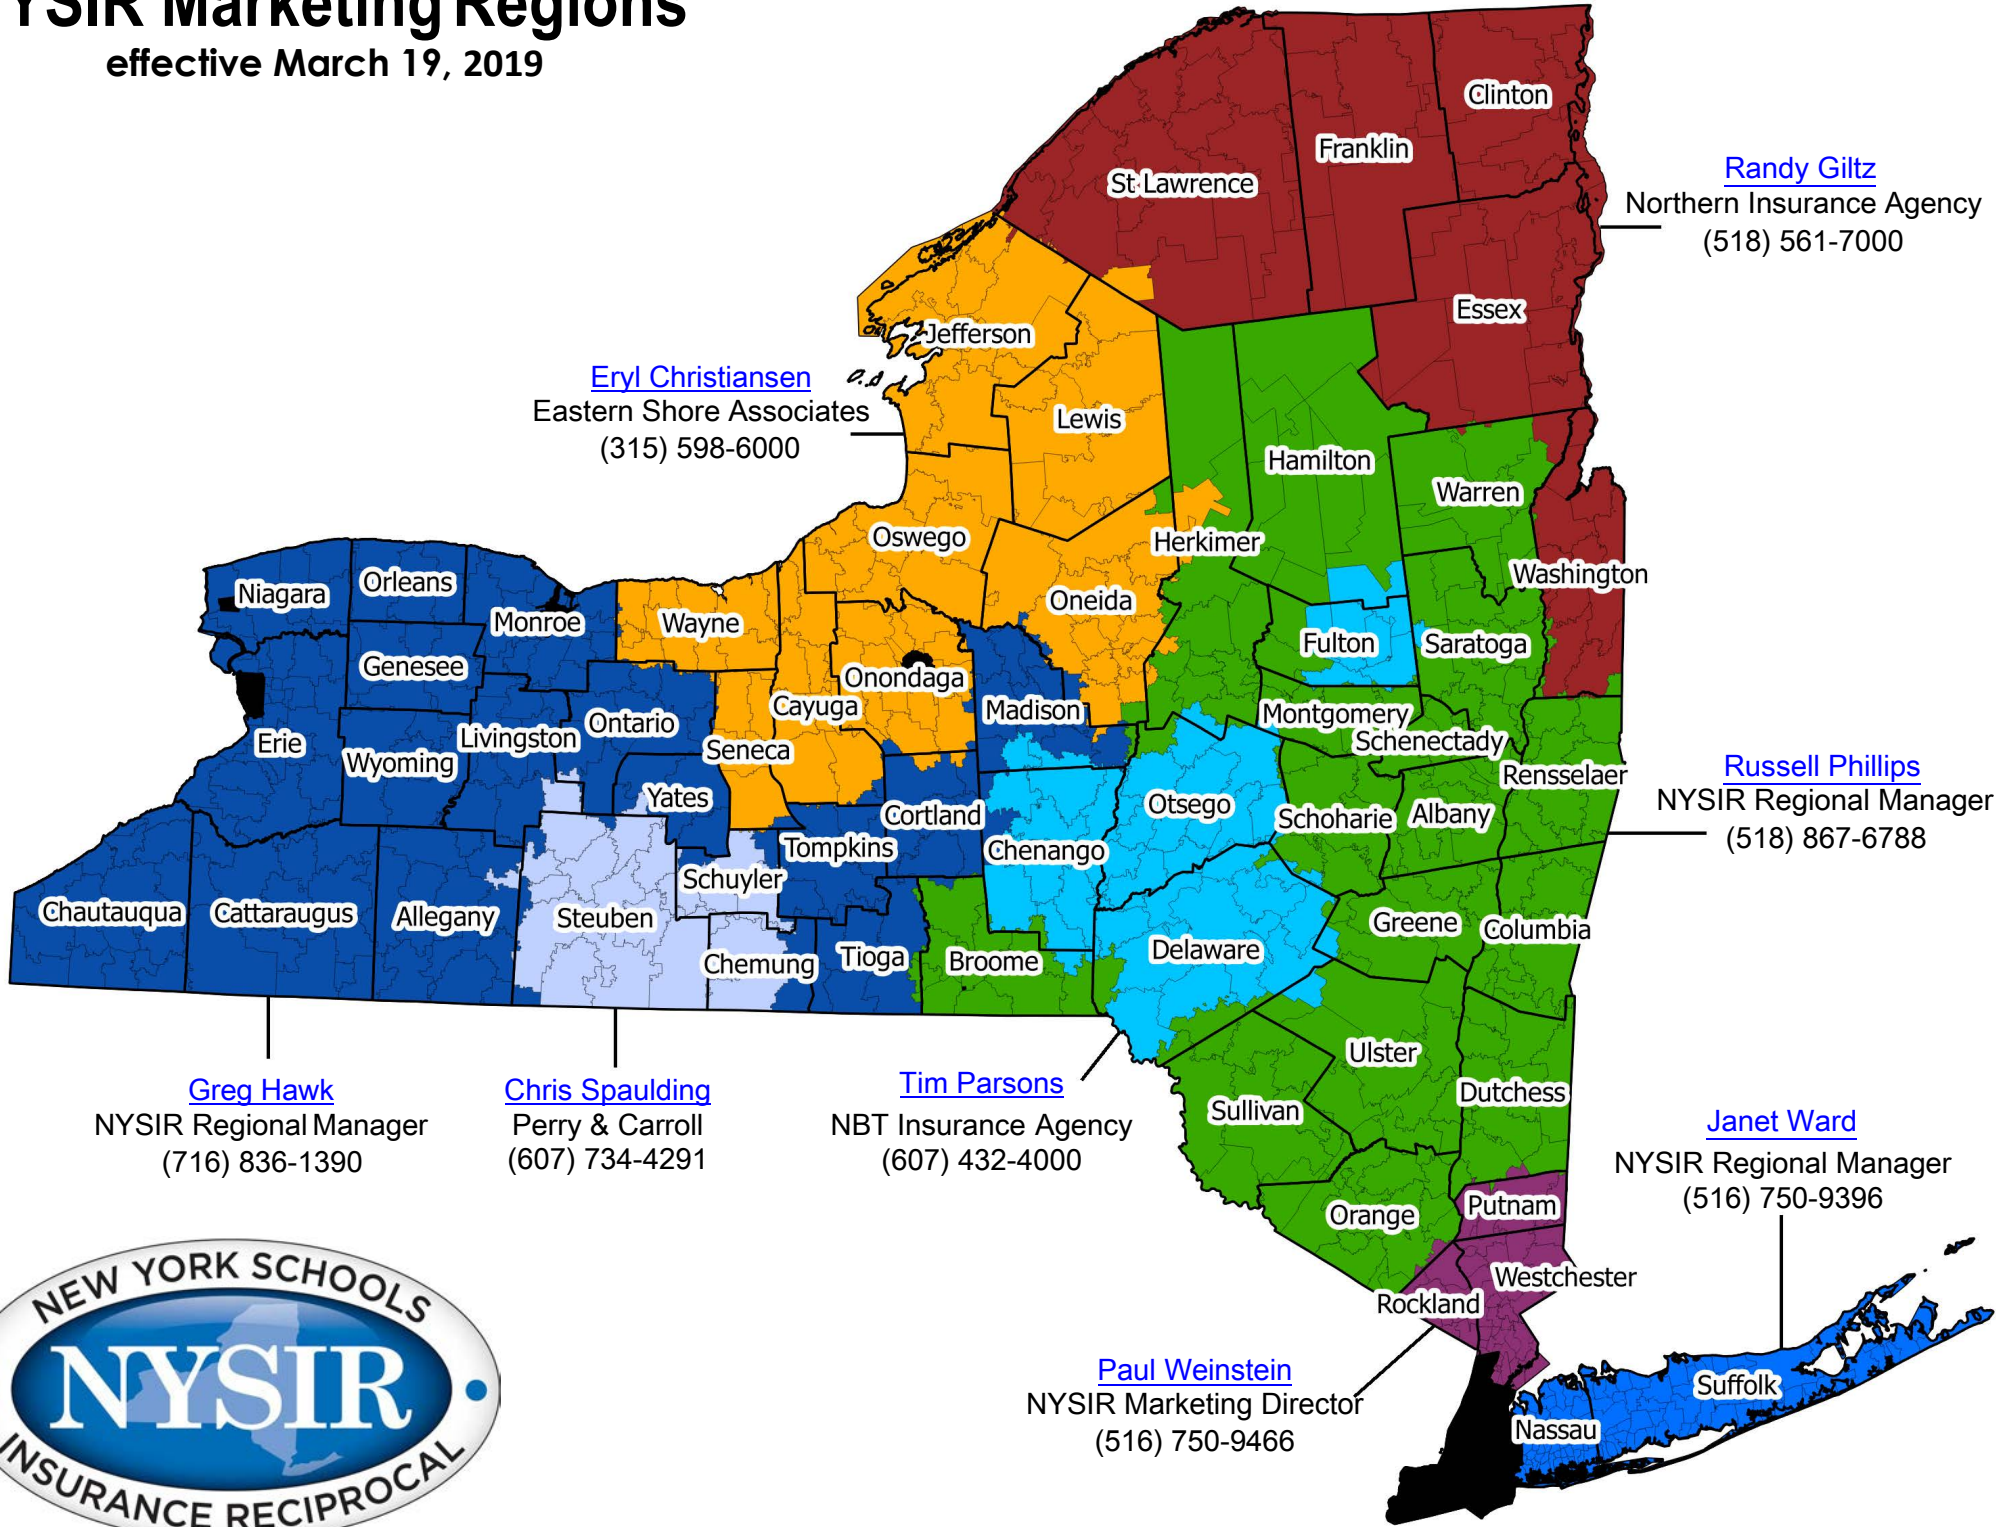 YSIR Marketing Regions
effective March 19, 2019
Clinton
Franklin
St Lawrence
Randy Giltz
Northern Insurance Agency
(518) 561-7000
Essex
Jefferson
Eryl Christiansen
Eastern Shore Associates
(315) 598-6000
Lewis
Hamilton
Warren
Oswego
Herkimer
Washington
Niagara
Orleans
Monroe
Wayne
Oneida
Fulton
Saratoga
Genesee
Onondaga
Cayuga
Madison
Montgomery
Schenectady
Erie
Wyoming
Livingston
Ontario
Seneca
Rensselaer
Russell Phillips
NYSIR Regional Manager
(518) 867-6788
Yates
Cortland
Otsego
Schoharie
Albany
Tompkins
Chenango
Schuyler
Chautauqua
Cattaraugus
Allegany
Steuben
Greene
Columbia
Chemung
Tioga
Broome
Delaware
Ulster
Dutchess
Sullivan
Greg Hawk
NYSIR Regional Manager
(716) 836-1390
Chris Spaulding
Perry & Carroll
(607) 734-4291
Tim Parsons
NBT Insurance Agency
(607) 432-4000
Janet Ward
NYSIR Regional Manager
(516) 750-9396
Orange
Putnam
Westchester
Rockland
Paul Weinstein
NYSIR Marketing Director
(516) 750-9466
Suffolk
Nassau
NEW YORK SCHOOLS
NYSIR
INSURANCE RECIPROCAL